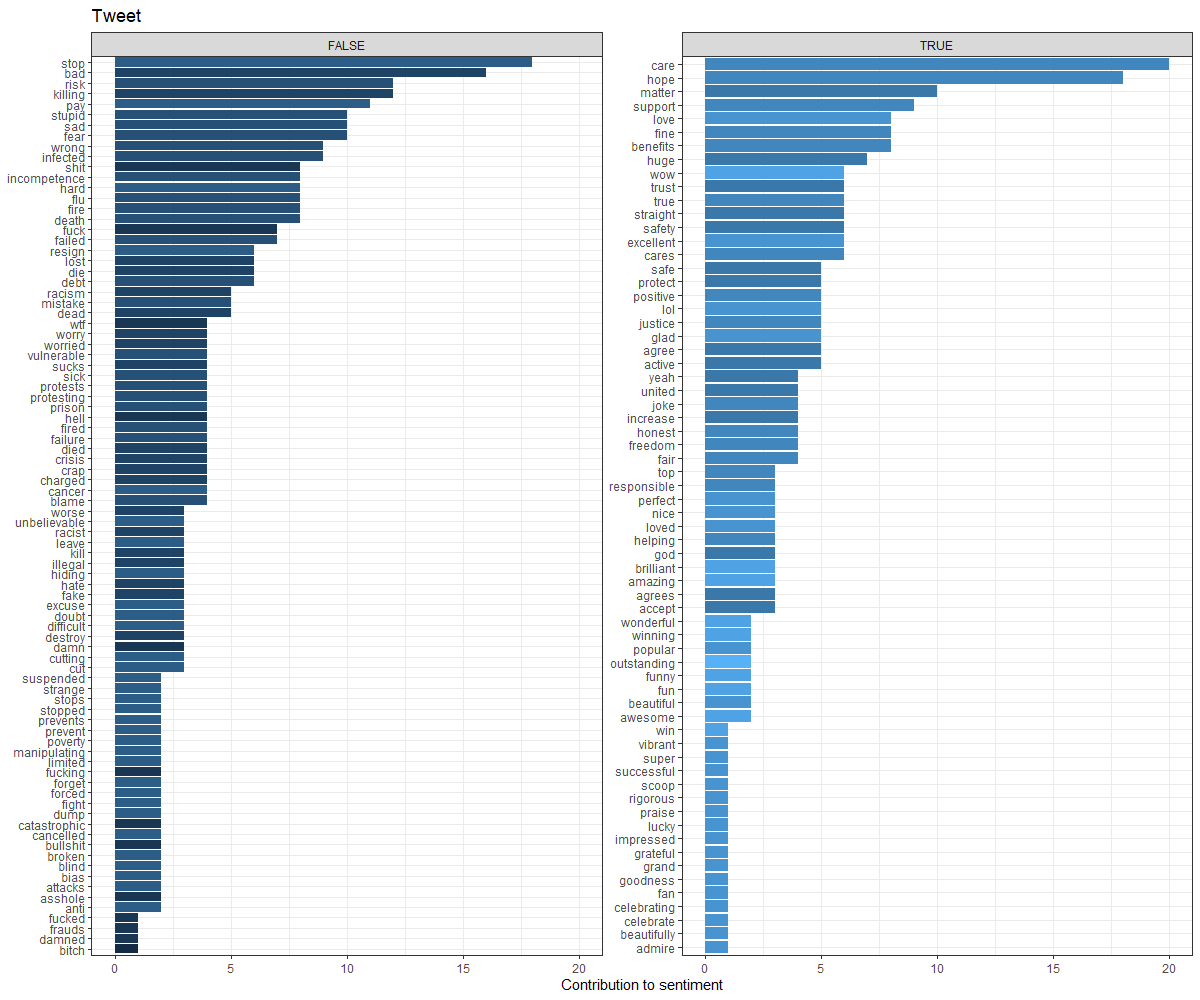 Tweet
FALSE
stop
bad
risk
killing
pay
stupid
sad
fear
wrong
infected
shit
incompetence
hard
flu
fire
death
fuck
failed
resign
lost
die
debt
racism
mistake
dead
wtf
worry
worried
vulnerable
sucks
sick
protests
protesting
prison
hell
fired
failure
died
crisis
crap
charged
cancer
blame
worse
unbelievable
racist
leave
kill
illegal
hiding
hate
fake
excuse
doubt
difficult
destroy
damn
cutting
cut
suspended
strange
stops
stopped
prevents
prevent
poverty
manipulating
limited
fucking
forget
forced
fight
dump
catastrophic
cancelled
bullshit
broken
blind
bias
attacks
asshole
anti
fucked
frauds
damned
bitch
0 5 10 15 20
TRUE
care
hope
matter
support
love
fine
benefits
huge
wow
trust
true
straight
safety
excellent
cares
safe
protect
positive
lol
justice
glad
agree
active
yeah
united
joke
increase
honest
freedom
fair
top
responsible
perfect
nice
loved
helping
god
brilliant
amazing
agrees
accept
wonderful
winning
popular
outstanding
funny
fun
beautiful
awesome
win
vibrant
super
successful
scoop
rigorous
praise
lucky
impressed
grateful
grand
goodness
fan
celebrating
celebrate
beautifully
admire
0 5 10 15 20
Contribution to sentiment